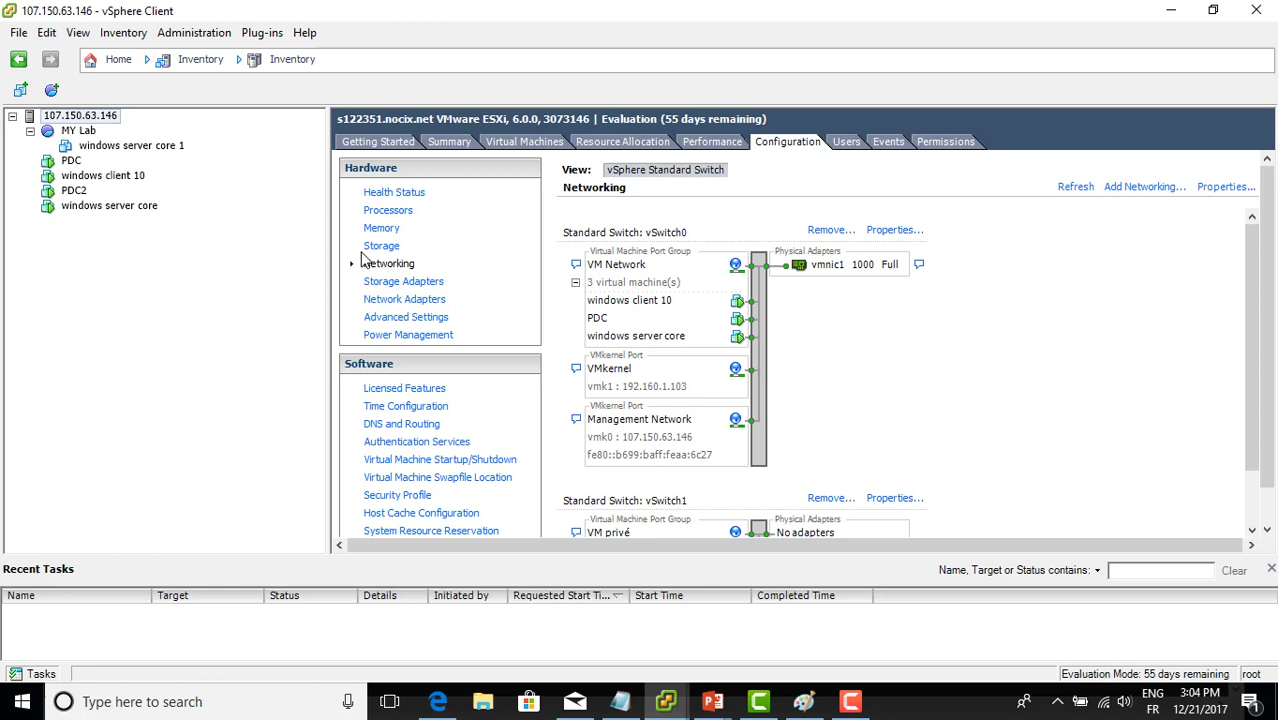 107.150.63.146 - vSphere Client
File Edit View Inventory Administration Plug-ins Help
Home Inventory Inventory
107.150.63.146
MY Lab
windows server core 1
PDC
windows client 10
PDC2
windows server core
s122351.nocix.net VMware ESXi, 6.0.0, 3073146 | Evaluation (55 days remaining)
Getting Started Summary Virtual Machines Resource Allocation Performance Configuration Users Events Permissions
Hardware
Health Status
Processors
Memory
Storage
Networking
Storage Adapters
Network Adapters
Advanced Settings
Power Management
Software
Licensed Features
Time Configuration
DNS and Routing
Authentication Services
Virtual Machine Startup/Shutdown
Virtual Machine Swapfile Location
Security Profile
Host Cache Configuration
System Resource Reservation
View: vSphere Standard Switch
Networking
Refresh Add Networking... Properties...
Standard Switch: vSwitch0 Remove... Properties...
Virtual Machine Port Group Physical Adapters
VM Network vmnic1 1000 Full
3 virtual machine(s)
windows client 10
PDC
windows server core
VMkernel Port
VMkernel
vmk1 : 192.160.1.103
VMkernel Port
Management Network
vmk0 : 107.150.63.146
fe80::b699:baff:feaa:6c27
Standard Switch: vSwitch1 Remove... Properties...
Virtual Machine Port Group Physical Adapters
VM privé No adapters
Recent Tasks Name, Target or Status contains: Clear
Name Target Status Details Initiated by Requested Start Ti... Start Time Completed Time
Tasks Evaluation Mode: 55 days remaining root
Type here to search ENG 3:04 PM
FR 12/21/2017 1